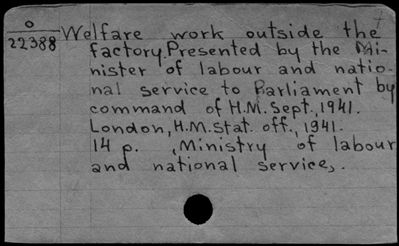 O
22388
Welfare work outside the
factory. Presented by the Mi-
nister of labour and natio-
nal service to Parliament by
command of H.M. Sept., 1941.
London, H.M. Stat. off., 1941.
14 p. , Ministry of labour
and national service, .